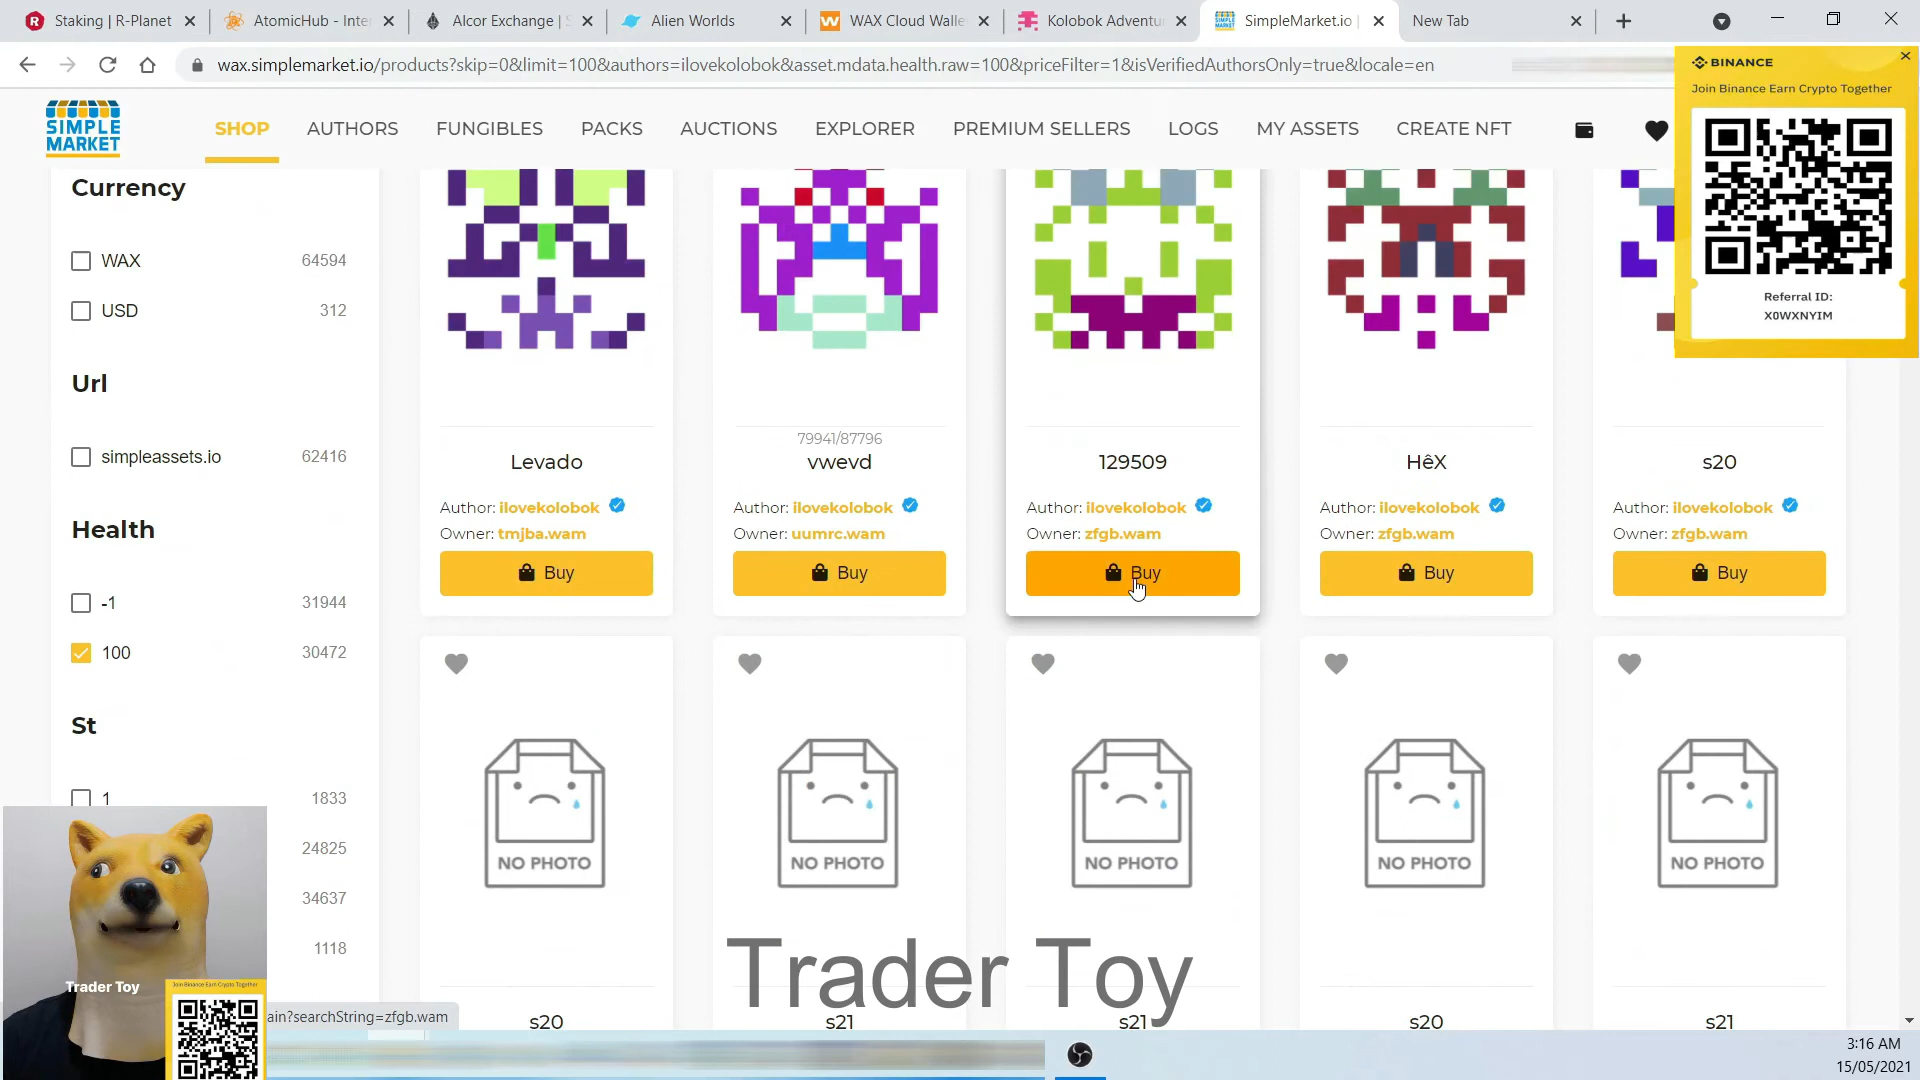 Staking | R-Planet
AtomicHub - Inte
Alcor Exchange | S
Alien Worlds
WAX Cloud Walle
Kolobok Adventu
SimpleMarket.io |
New Tab
wax.simplemarket.io/products?skip=0&limit=100&authors=ilovekolobok&asset.mdata.health.raw=100&priceFilter=1&isVerifiedAuthorsOnly=true&locale=en
BINANCE
Join Binance Earn Crypto Together
Referral ID:
X0WXNYIM
SIMPLE
MARKET
SHOP
AUTHORS
FUNGIBLES
PACKS
AUCTIONS
EXPLORER
PREMIUM SELLERS
LOGS
MY ASSETS
CREATE NFT
Currency
WAX 64594
USD 312
Url
simpleassets.io 62416
Health
-1 31944
100 30472
St
1 1833
24825
34637
1118
Levado
Author: ilovekolobok
Owner: tmjba.wam
Buy
79941/87796
vwevd
Author: ilovekolobok
Owner: uumrc.wam
Buy
129509
Author: ilovekolobok
Owner: zfgb.wam
Buy
HêX
Author: ilovekolobok
Owner: zfgb.wam
Buy
s20
Author: ilovekolobok
Owner: zfgb.wam
Buy
NO PHOTO
NO PHOTO
NO PHOTO
NO PHOTO
NO PHOTO
s20
s21
s21
s20
s21
Trader Toy
Trader Toy
Join Binance Earn Crypto Together
ain?searchString=zfgb.wam
3:16 AM
15/05/2021